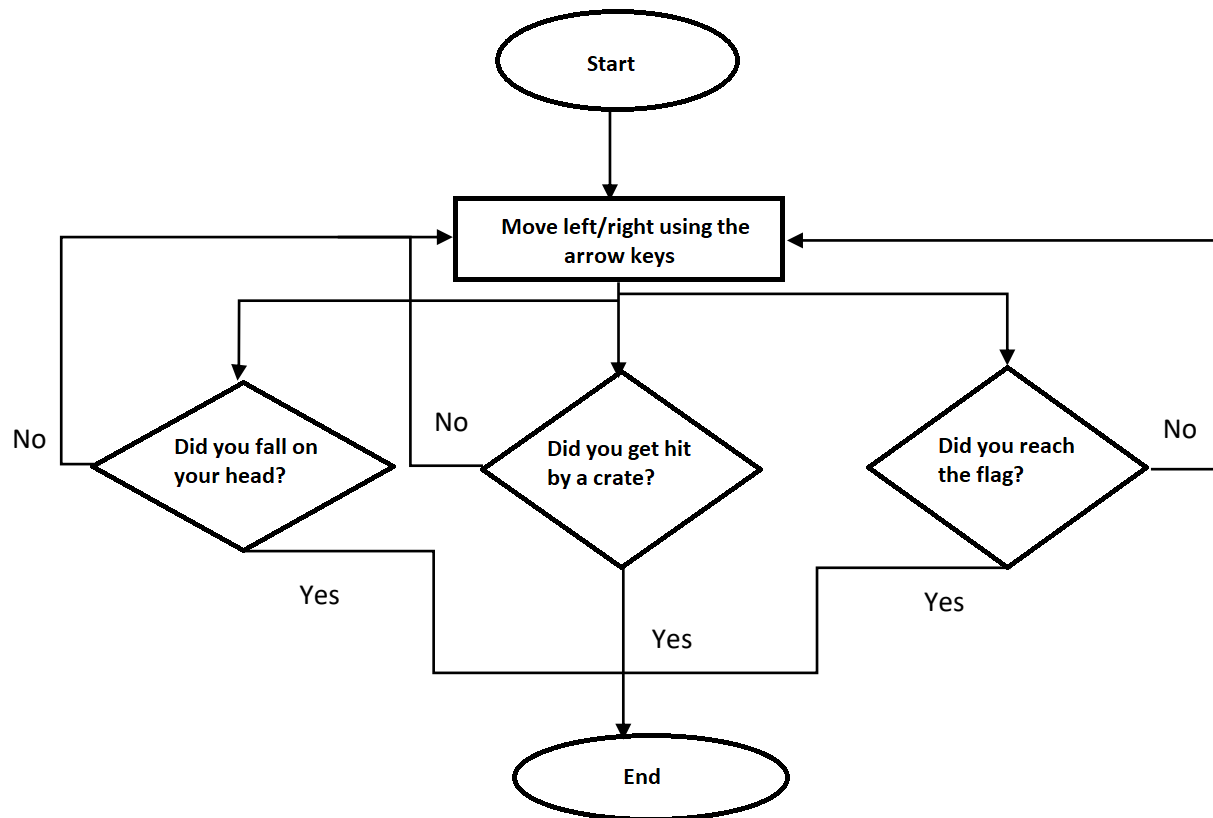 Start
Move left/right using the
arrow keys
No
Did you fall on
your head?
No
Did you get hit
by a crate?
Did you reach
the flag?
No
Yes
Yes
Yes
End